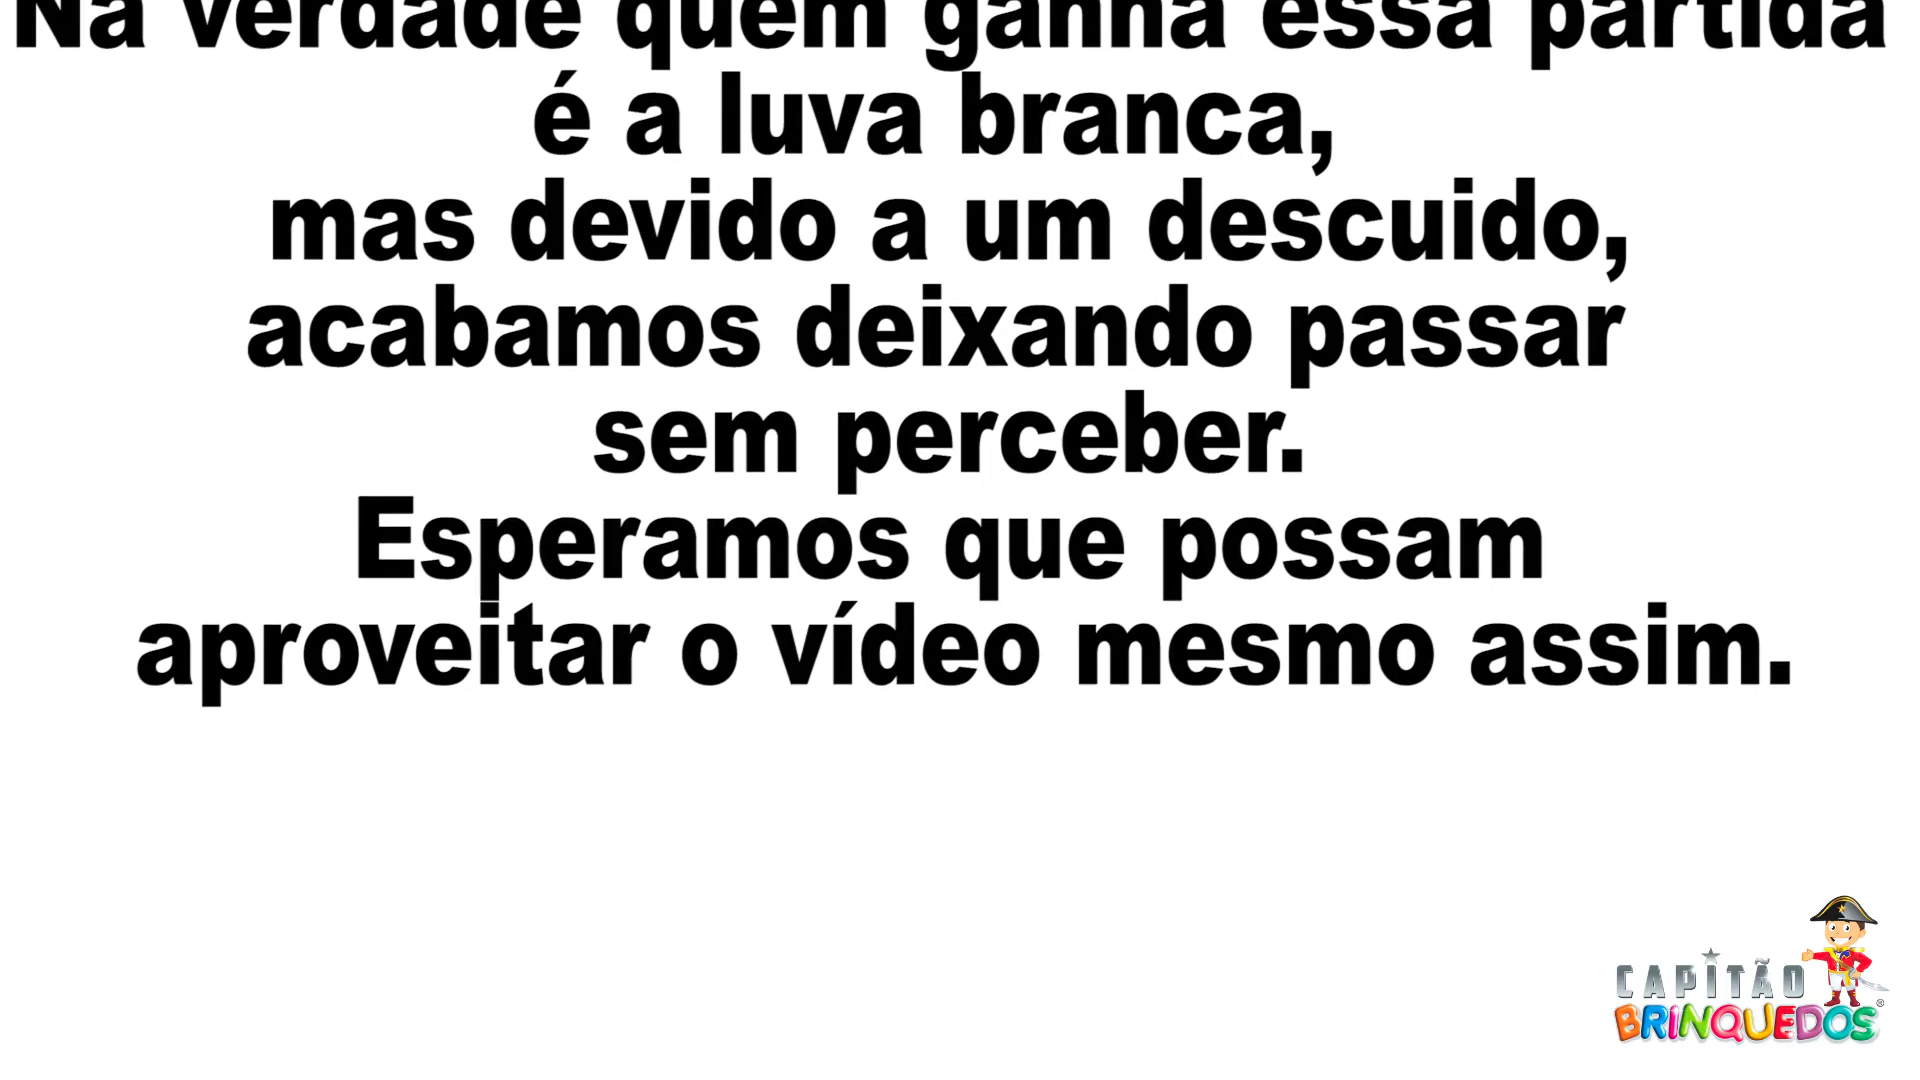 Na verdade quem ganha essa partida
é a luva branca,
mas devido a um descuido,
acabamos deixando passar
sem perceber.
Esperamos que possam
aproveitar o vídeo mesmo assim.
CAPITÃO
BRINQUEDOS®